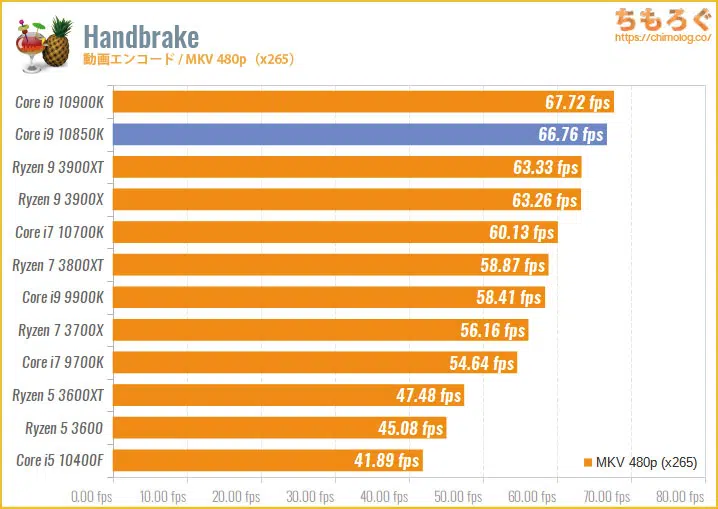 Handbrake
動画エンコード / MKV 480p（x265）
ちもろぐ
https://chimolog.co/
Core i9 10900K 67.72 fps
Core i9 10850K 66.76 fps
Ryzen 9 3900XT 63.33 fps
Ryzen 9 3900X 63.26 fps
Core i7 10700K 60.13 fps
Ryzen 7 3800XT 58.87 fps
Core i9 9900K 58.41 fps
Ryzen 7 3700X 56.16 fps
Core i7 9700K 54.64 fps
Ryzen 5 3600XT 47.48 fps
Ryzen 5 3600 45.08 fps
Core i5 10400F 41.89 fps
MKV 480p (x265)
0.00 fps 10.00 fps 20.00 fps 30.00 fps 40.00 fps 50.00 fps 60.00 fps 70.00 fps 80.00 fps